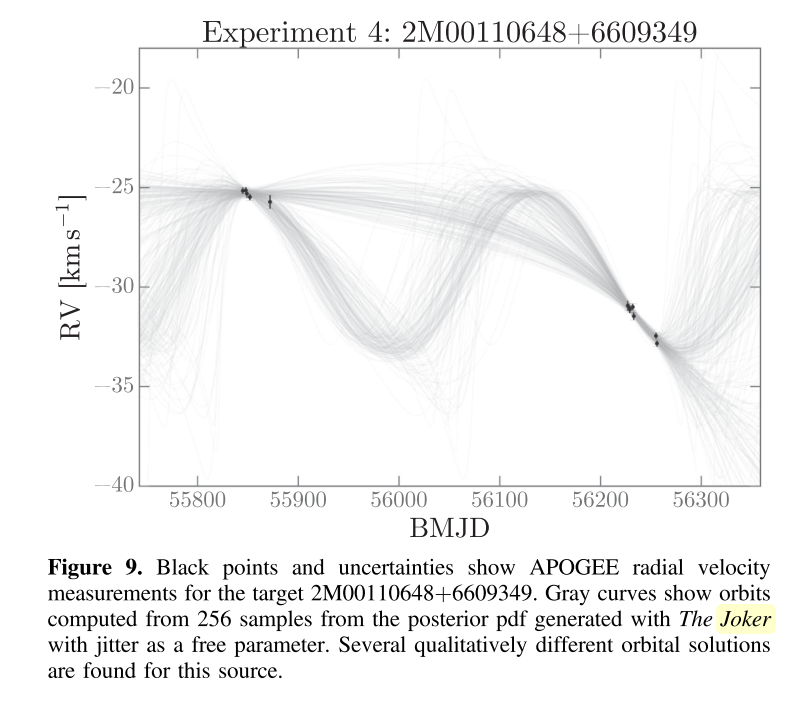 Experiment 4: 2M00110648+6609349
−20
−25
−30
−35
−40
RV [km s−1]
55800 55900 56000 56100 56200 56300
BMJD
Figure 9. Black points and uncertainties show APOGEE radial velocity
measurements for the target 2M00110648+6609349. Gray curves show orbits
computed from 256 samples from the posterior pdf generated with The Joker
with jitter as a free parameter. Several qualitatively different orbital solutions
are found for this source.